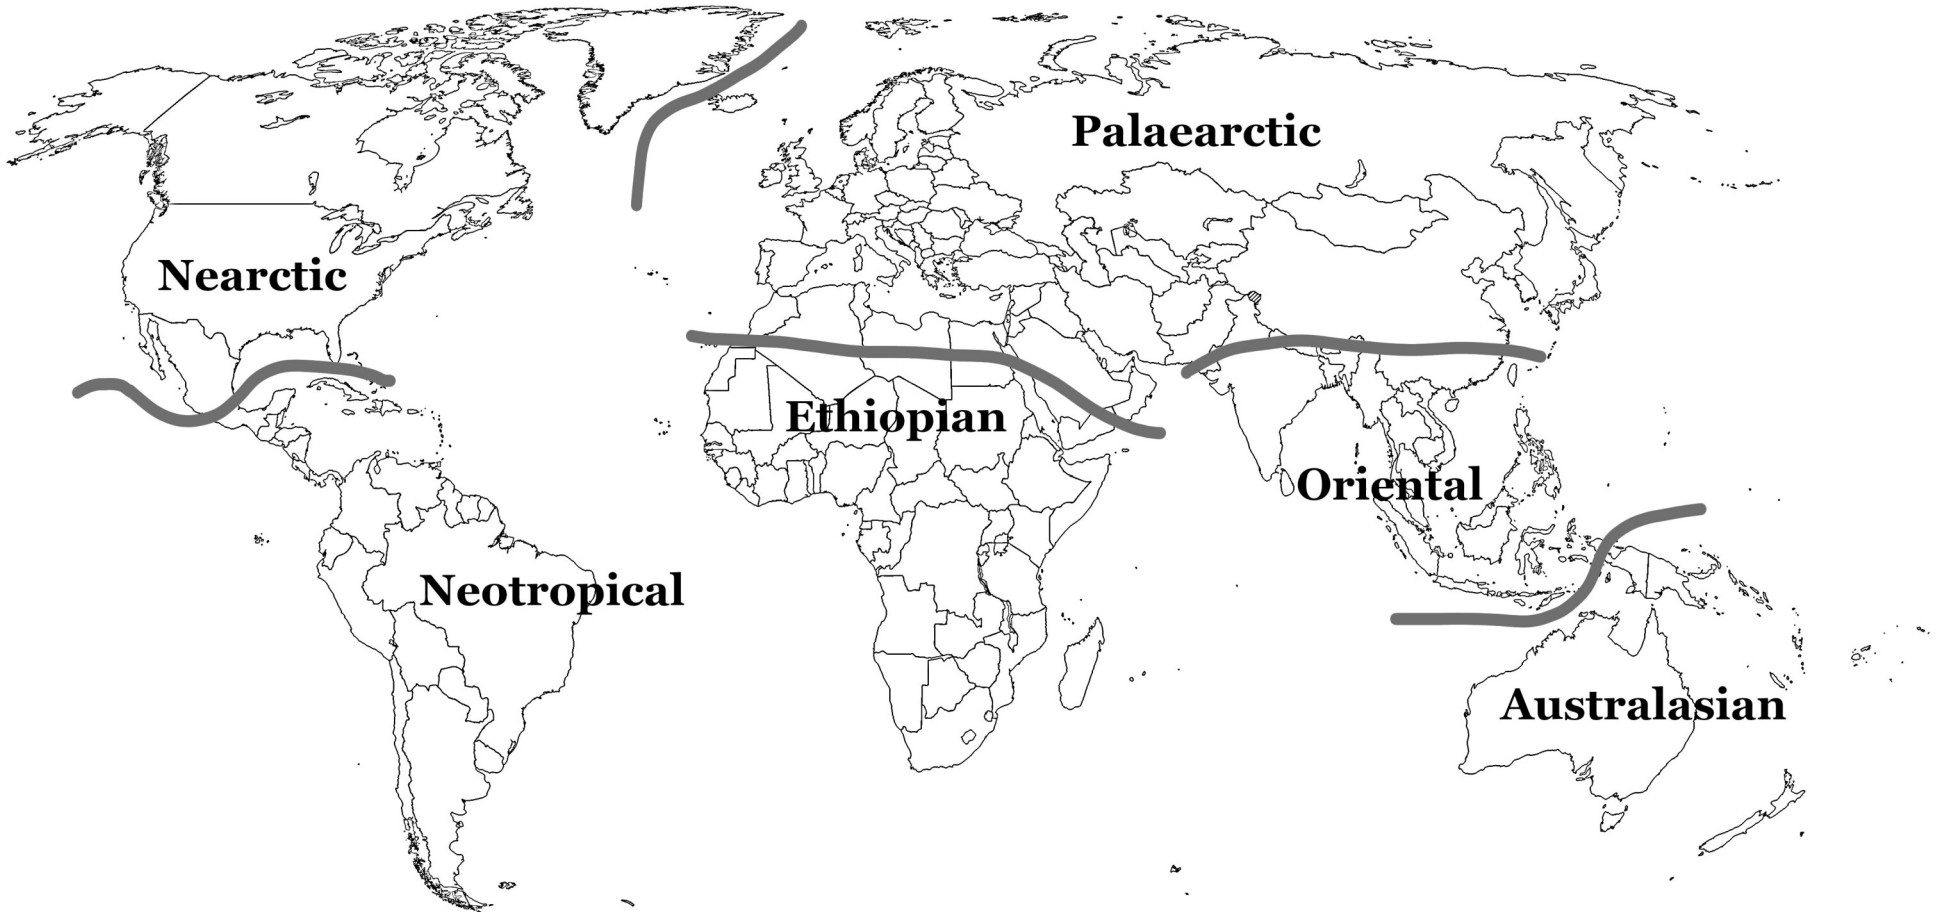 Palaearctic
Nearctic
Ethiopian
Oriental
Neotropical
Australasian